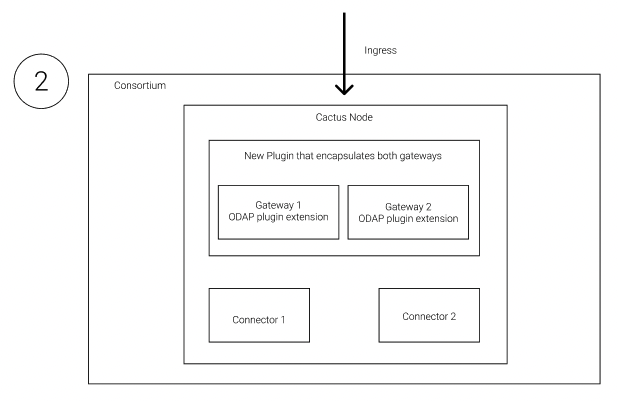 Ingress
2
Consortium
Cactus Node
New Plugin that encapsulates both gateways
Gateway 1
ODAP plugin extension
Gateway 2
ODAP plugin extension
Connector 1
Connector 2